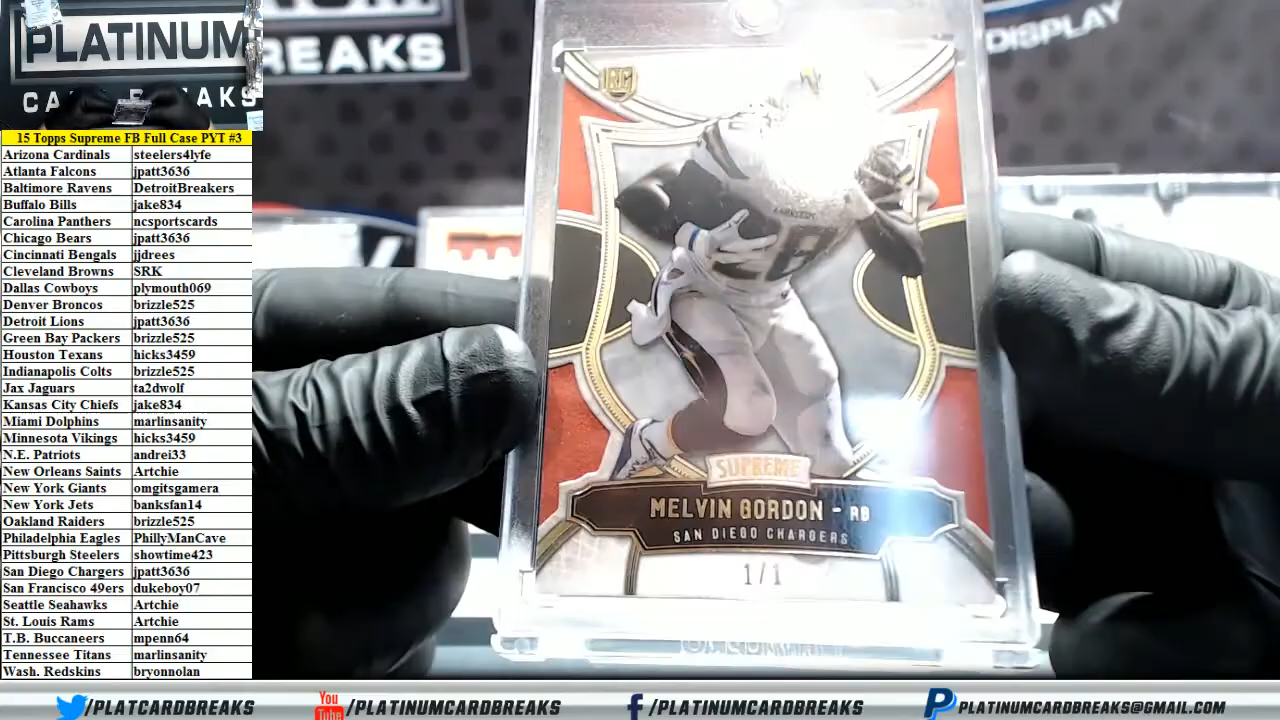 PLATINUM
CA
AKS
REAKS
DISPLAY
15 Topps Supreme FB Full Case PYT #3
Arizona Cardinals steelers4lyfe
Atlanta Falcons jpatt3636
Baltimore Ravens DetroitBreakers
Buffalo Bills jake834
Carolina Panthers ncsportscards
Chicago Bears jpatt3636
Cincinnati Bengals jjdrees
Cleveland Browns SRK
Dallas Cowboys plymouth069
Denver Broncos brizzle525
Detroit Lions jpatt3636
Green Bay Packers brizzle525
Houston Texans hicks3459
Indianapolis Colts brizzle525
Jax Jaguars ta2dwolf
Kansas City Chiefs jake834
Miami Dolphins marlinsanity
Minnesota Vikings hicks3459
N.E. Patriots andrei33
New Orleans Saints Artchie
New York Giants omgitsgamera
New York Jets banksfan14
Oakland Raiders brizzle525
Philadelphia Eagles PhillyManCave
Pittsburgh Steelers showtime423
San Diego Chargers jpatt3636
San Francisco 49ers dukeboy07
Seattle Seahawks Artchie
St. Louis Rams Artchie
T.B. Buccaneers mpenn64
Tennessee Titans marlinsanity
Wash. Redskins bryonnolan
RC
28
SUPREME
MELVIN GORDON - RB
SAN DIEGO CHARGERS
1/1
/PLATCARDBREAKS
You
Tube
/PLATINUMCARDBREAKS
/PLATINUMCARDBREAKS
PLATINUMCARDBREAKS@GMAIL.COM